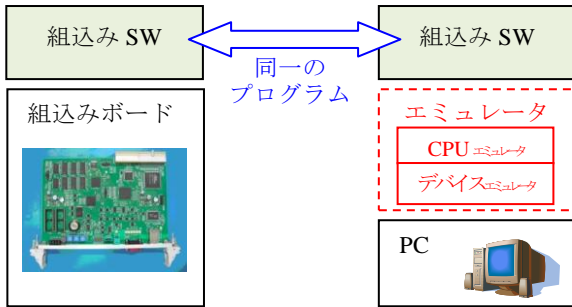 組込み SW
組込み SW
同一の
プログラム
組込みボード
エミュレータ
CPU エミュレータ
デバイスエミュレータ
PC